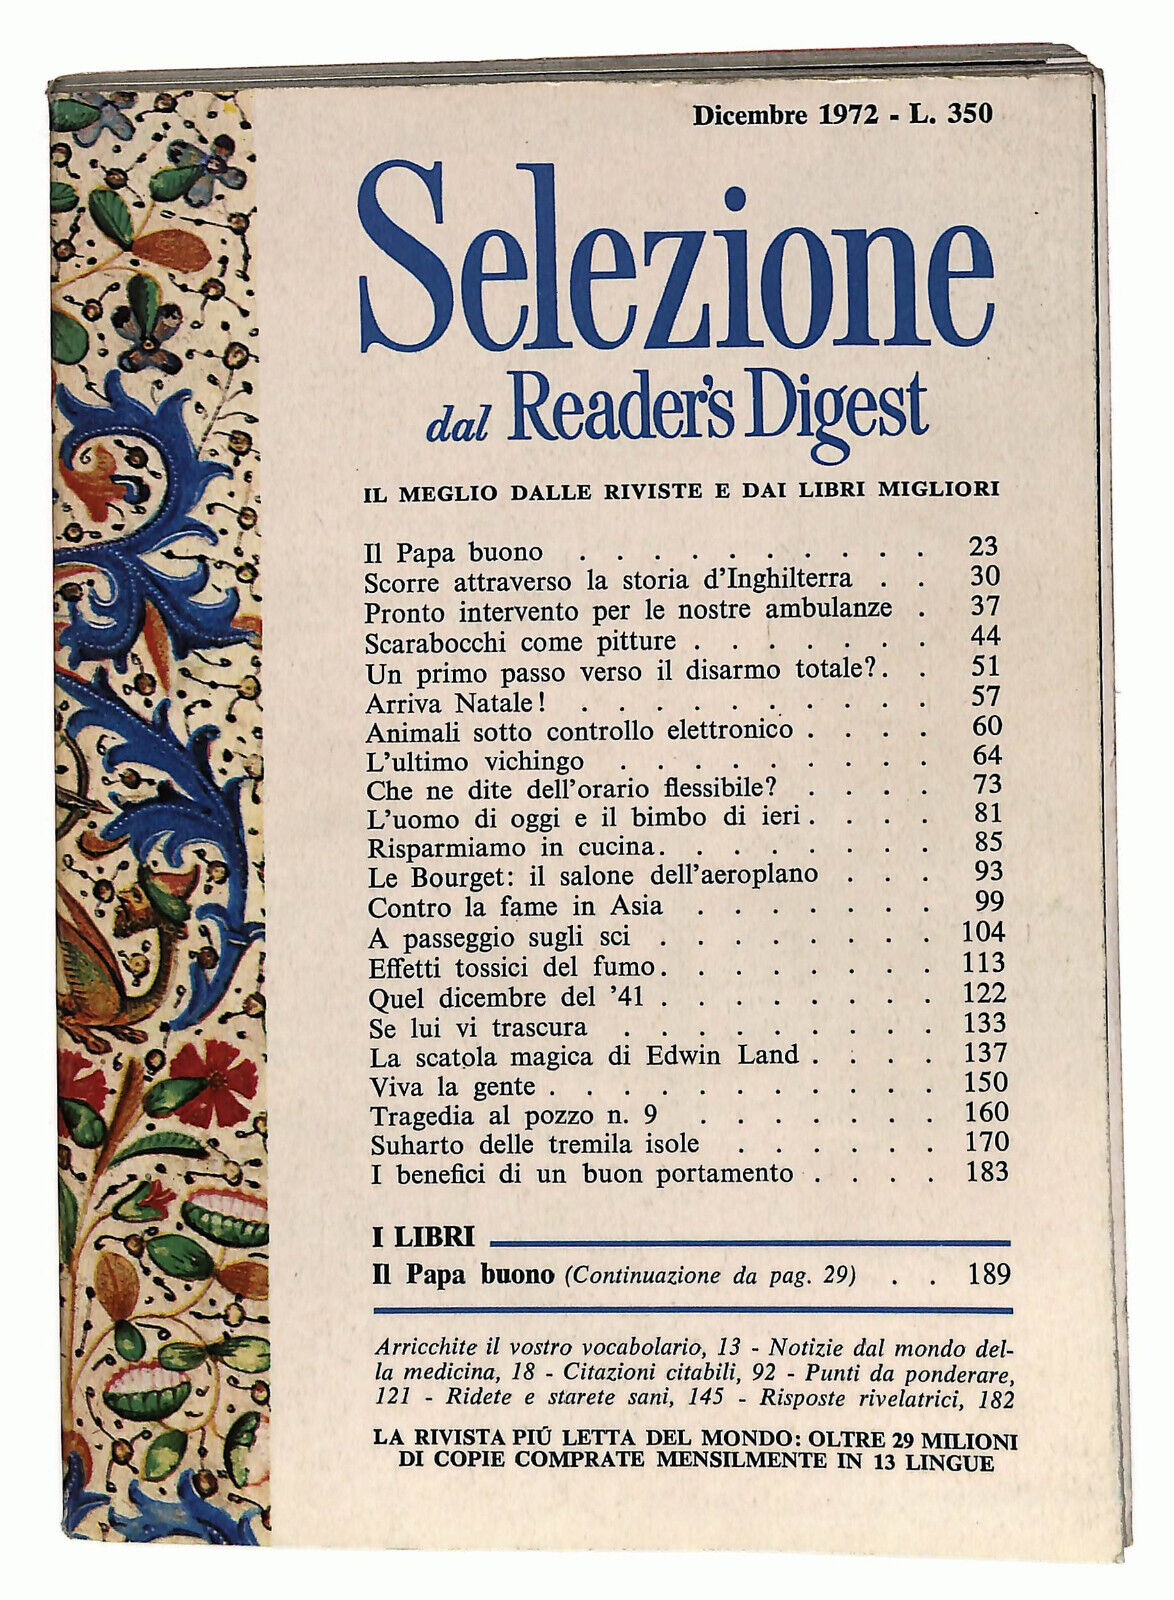 Dicembre 1972 - L. 350
Selezione
dal Reader's Digest
IL MEGLIO DALLE RIVISTE E DAI LIBRI MIGLIORI
Il Papa buono . . . . . . . . . . 23
Scorre attraverso la storia d'Inghilterra . . 30
Pronto intervento per le nostre ambulanze . 37
Scarabocchi come pitture . . . . . . . 44
Un primo passo verso il disarmo totale? . . 51
Arriva Natale! . . . . . . . . . . 57
Animali sotto controllo elettronico . . . . 60
L'ultimo vichingo . . . . . . . . . 64
Che ne dite dell'orario flessibile? . . . . 73
L'uomo di oggi e il bimbo di ieri . . . . 81
Risparmiamo in cucina. . . . . . . . 85
Le Bourget: il salone dell'aeroplano . . . 93
Contro la fame in Asia . . . . . . . 99
A passeggio sugli sci . . . . . . . . 104
Effetti tossici del fumo. . . . . . . . 113
Quel dicembre del '41 . . . . . . . . 122
Se lui vi trascura . . . . . . . . . 133
La scatola magica di Edwin Land . . . . 137
Viva la gente . . . . . . . . . . . 150
Tragedia al pozzo n. 9 . . . . . . . 160
Suharto delle tremila isole . . . . . . 170
I benefici di un buon portamento . . . . 183
I LIBRI
Il Papa buono (Continuazione da pag. 29) . . 189
Arricchite il vostro vocabolario, 13 - Notizie dal mondo del-
la medicina, 18 - Citazioni citabili, 92 - Punti da ponderare,
121 - Ridete e starete sani, 145 - Risposte rivelatrici, 182
LA RIVISTA PIÚ LETTA DEL MONDO: OLTRE 29 MILIONI
DI COPIE COMPRATE MENSILMENTE IN 13 LINGUE